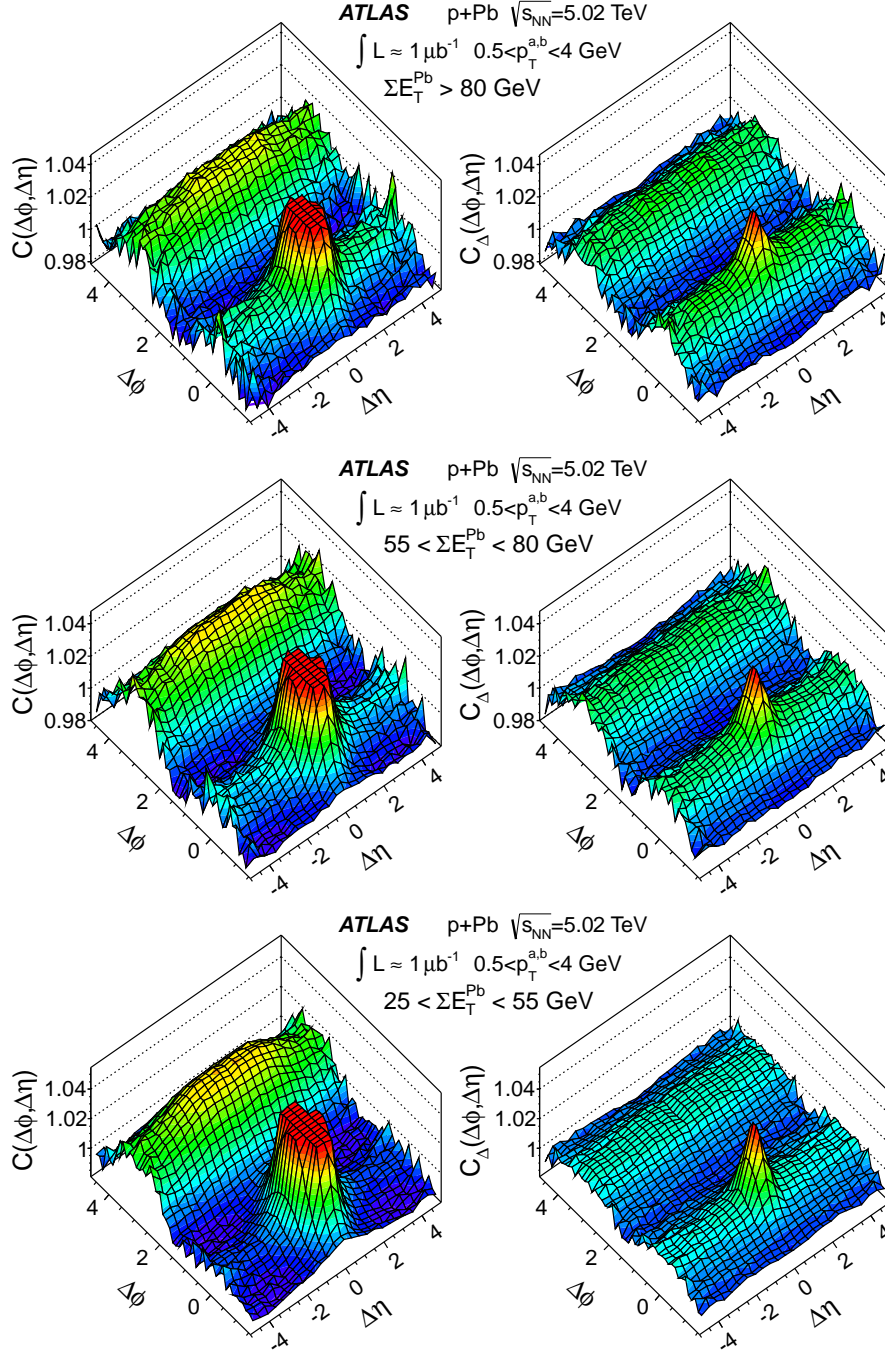 ATLAS p+Pb √s_NN=5.02 TeV
∫ L ≈ 1 μb⁻¹ 0.5<p_T^{a,b}<4 GeV
ΣE_T^{Pb} > 80 GeV
C(Δϕ,Δη)
1.04
1.02
1
0.98
4
2
0
Δϕ
-4
-2
0
2
4
Δη
C_Δ(Δϕ,Δη)
1.04
1.02
1
0.98
4
2
0
Δϕ
-4
-2
0
2
4
Δη
ATLAS p+Pb √s_NN=5.02 TeV
∫ L ≈ 1 μb⁻¹ 0.5<p_T^{a,b}<4 GeV
55 < ΣE_T^{Pb} < 80 GeV
C(Δϕ,Δη)
1.04
1.02
1
0.98
4
2
0
Δϕ
-4
-2
0
2
4
Δη
C_Δ(Δϕ,Δη)
1.04
1.02
1
0.98
4
2
0
Δϕ
-4
-2
0
2
4
Δη
ATLAS p+Pb √s_NN=5.02 TeV
∫ L ≈ 1 μb⁻¹ 0.5<p_T^{a,b}<4 GeV
25 < ΣE_T^{Pb} < 55 GeV
C(Δϕ,Δη)
1.04
1.02
1
4
2
0
Δϕ
-4
-2
0
2
4
Δη
C_Δ(Δϕ,Δη)
1.04
1.02
1
4
2
0
Δϕ
-4
-2
0
2
4
Δη